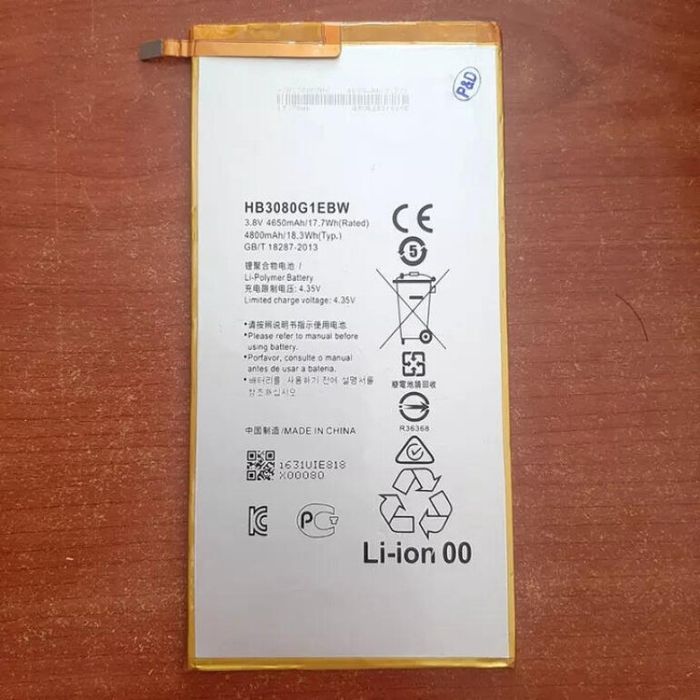 P&D
HB3080G1EBW
3.8V 4650mAh/17.7Wh(Rated)
4800mAh/18.3Wh(Typ.)
GB/T 18287-2013
锂聚合物电池 /
Li-Polymer Battery
充电限制电压: 4.35V
Limited charge voltage: 4.35V
•请按照说明书指示使用电池
•Please refer to manual before
using battery.
•Porfavor, consulte o manual
antes de usar a batería.
•배터리를 사용하기 전에 설명서를
참조하십시오
CE
5
廢電池請回收
R36368
中国制造 /MADE IN CHINA
1631UIE818
X00080
Li-ion 00